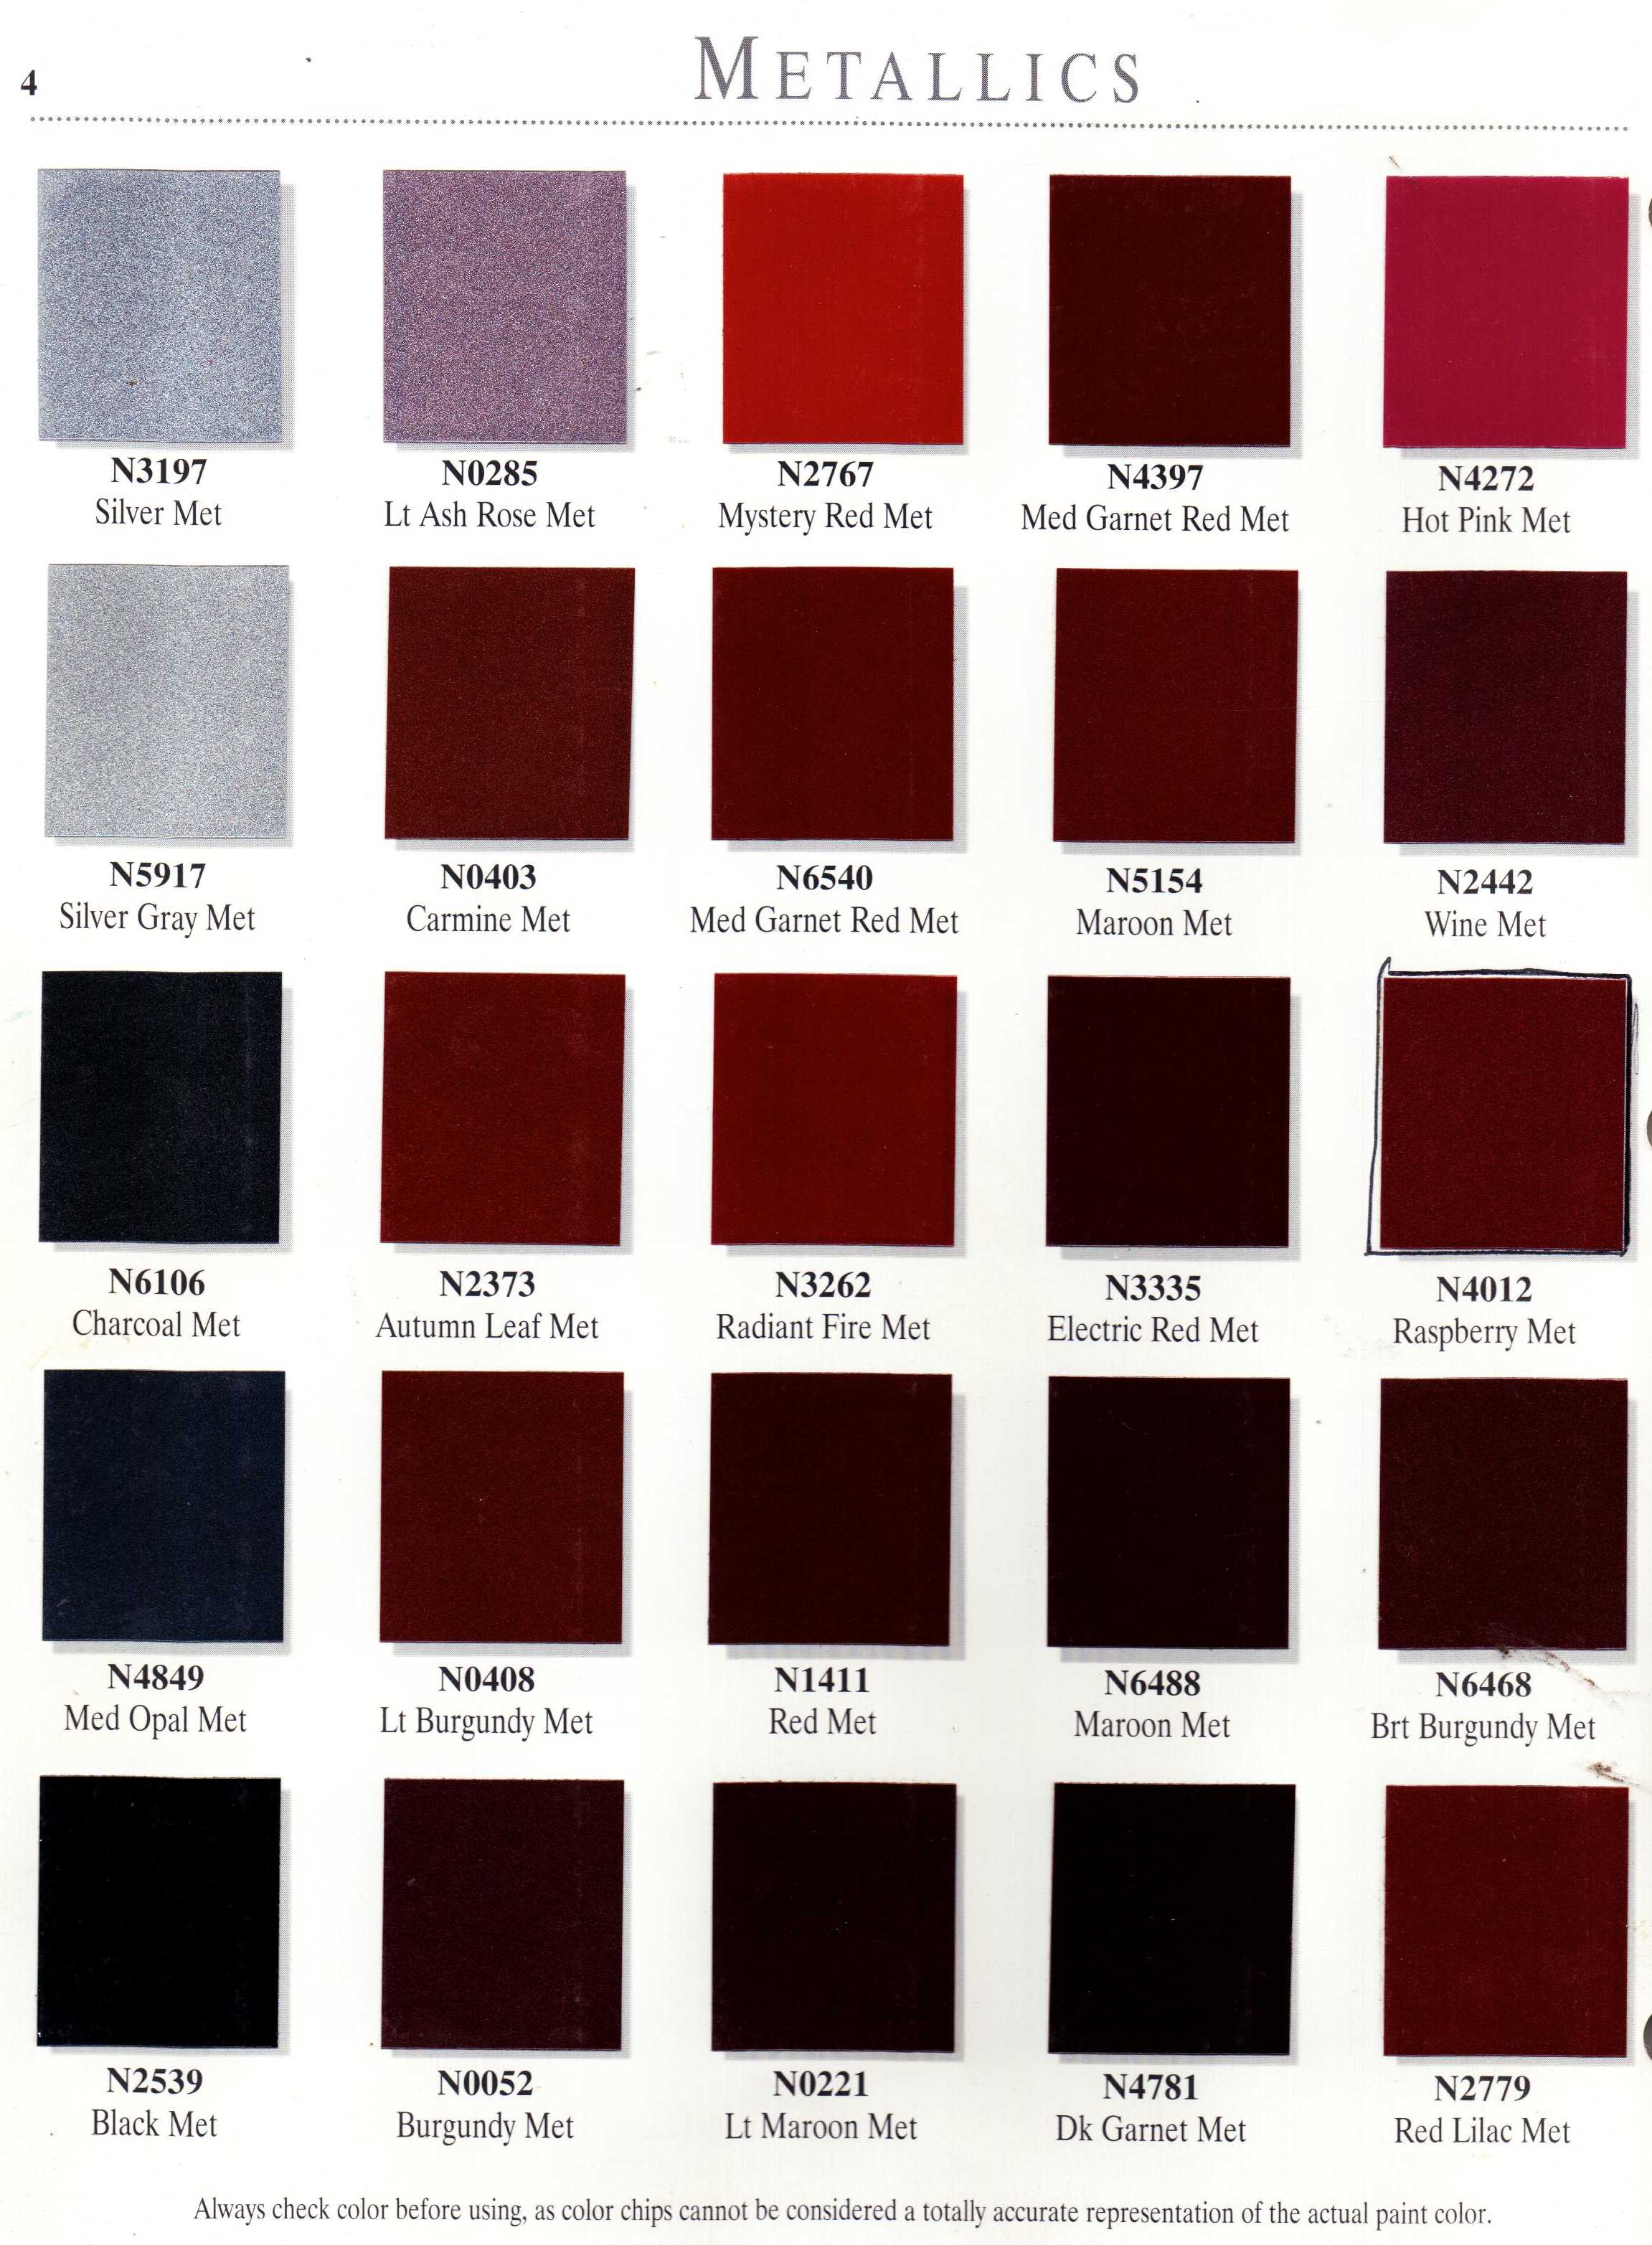 4
METALLICS
N3197 N0285 N2767 N4397 N4272
Silver Met Lt Ash Rose Met Mystery Red Met Med Garnet Red Met Hot Pink Met
N5917 N0403 N6540 N5154 N2442
Silver Gray Met Carmine Met Med Garnet Red Met Maroon Met Wine Met
N6106 N2373 N3262 N3335 N4012
Charcoal Met Autumn Leaf Met Radiant Fire Met Electric Red Met Raspberry Met
N4849 N0408 N1411 N6488 N6468
Med Opal Met Lt Burgundy Met Red Met Maroon Met Brt Burgundy Met
N2539 N0052 N0221 N4781 N2779
Black Met Burgundy Met Lt Maroon Met Dk Garnet Met Red Lilac Met
Always check color before using, as color chips cannot be considered a totally accurate representation of the actual paint color.